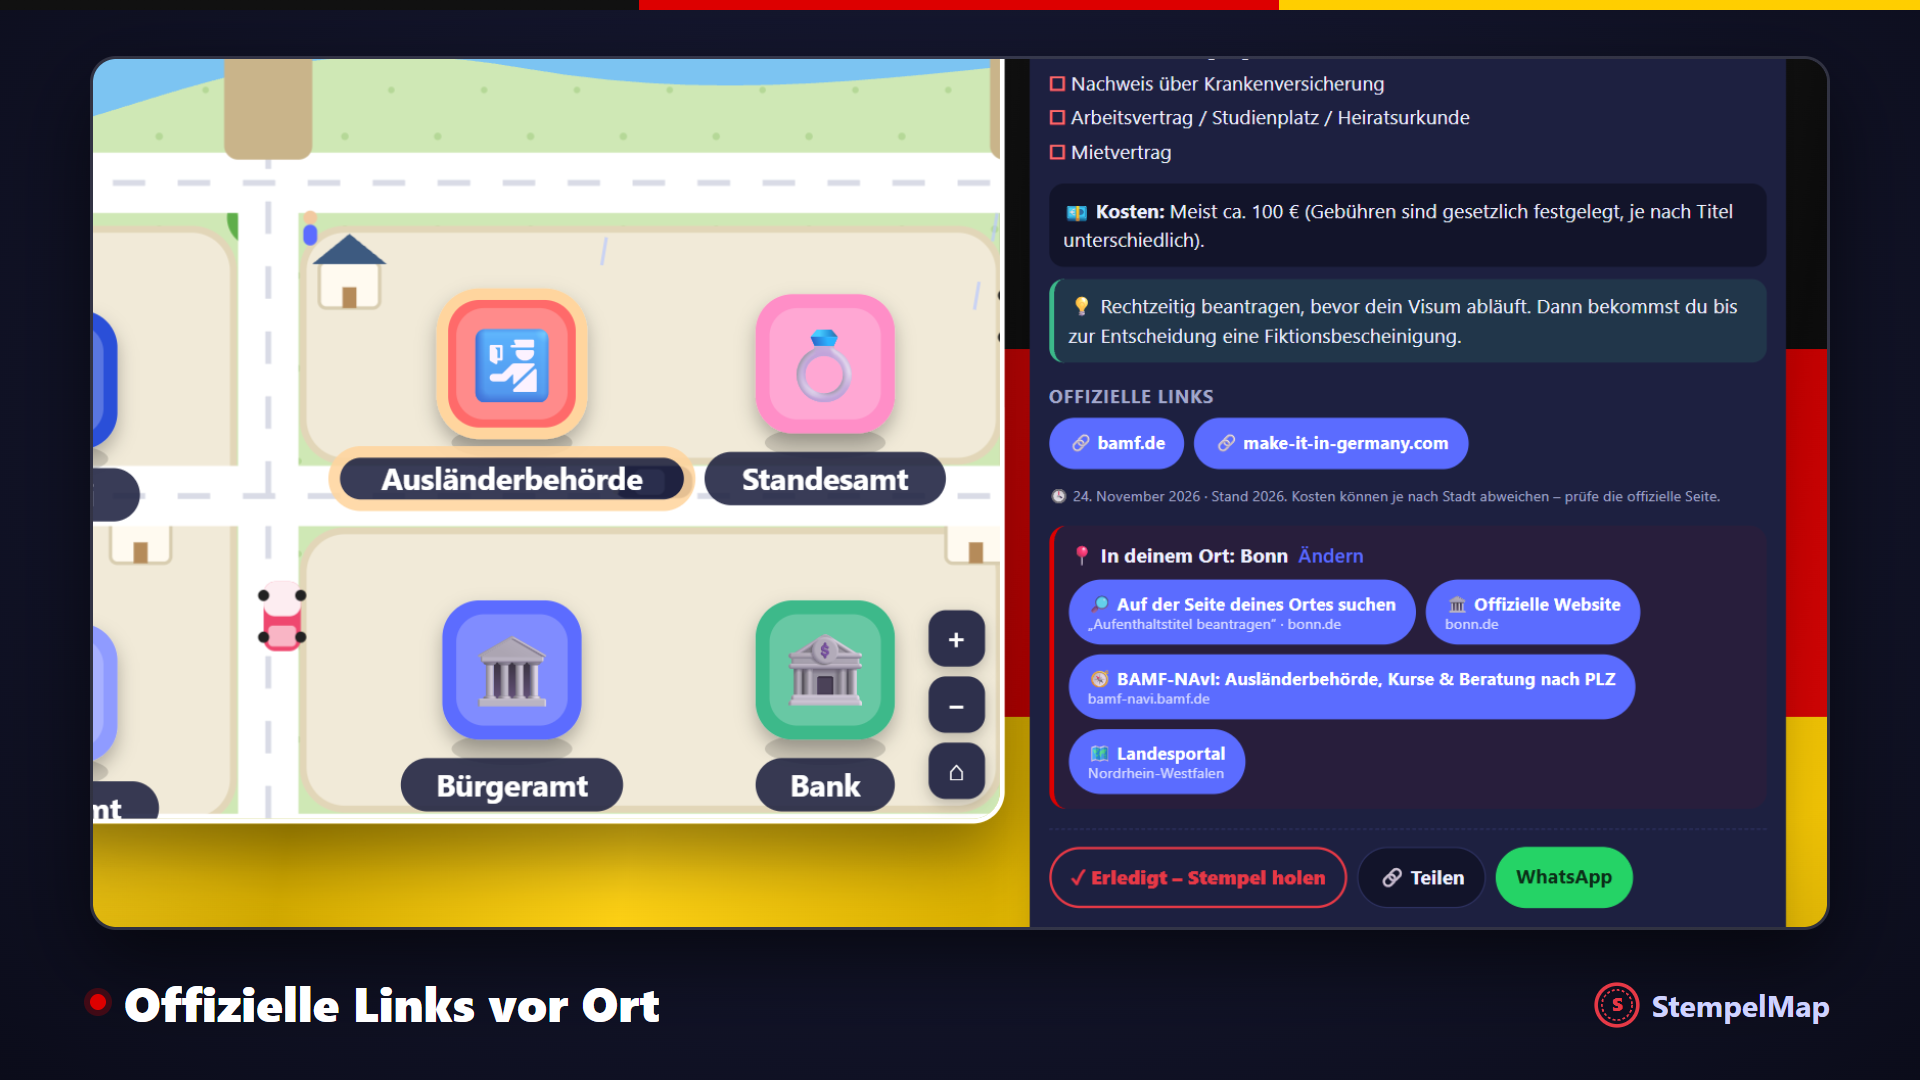 Nachweis über Krankenversicherung
Arbeitsvertrag / Studienplatz / Heiratsurkunde
Mietvertrag
Kosten: Meist ca. 100 € (Gebühren sind gesetzlich festgelegt, je nach Titel
unterschiedlich).
Rechtzeitig beantragen, bevor dein Visum abläuft. Dann bekommst du bis
zur Entscheidung eine Fiktionsbescheinigung.
OFFIZIELLE LINKS
bamf.de
make-it-in-germany.com
24. November 2026 · Stand 2026. Kosten können je nach Stadt abweichen – prüfe die offizielle Seite.
In deinem Ort: Bonn Ändern
Auf der Seite deines Ortes suchen
„Aufenthaltstitel beantragen“ · bonn.de
Offizielle Website
bonn.de
BAMF-NAvI: Ausländerbehörde, Kurse & Beratung nach PLZ
bamf-navi.bamf.de
Landesportal
Nordrhein-Westfalen
✓ Erledigt – Stempel holen
Teilen
WhatsApp
Ausländerbehörde
Standesamt
Bürgeramt
Bank
nt
+
−
⌂
Offizielle Links vor Ort
S
StempelMap